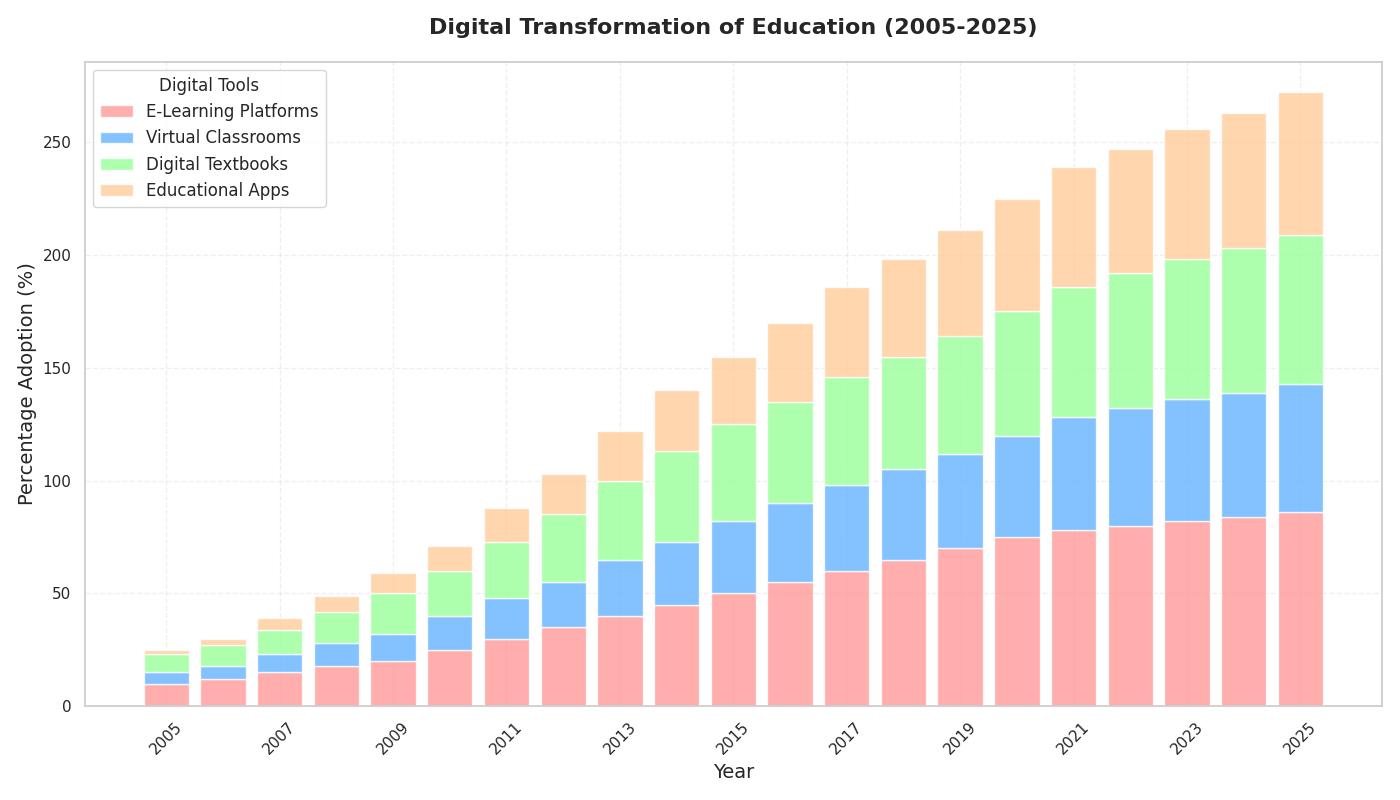 Digital Transformation of Education (2005-2025)
Digital Tools
E-Learning Platforms
Virtual Classrooms
Digital Textbooks
Educational Apps
Percentage Adoption (%)
250
200
150
100
50
0
2005 2007 2009 2011 2013 2015 2017 2019 2021 2023 2025
Year